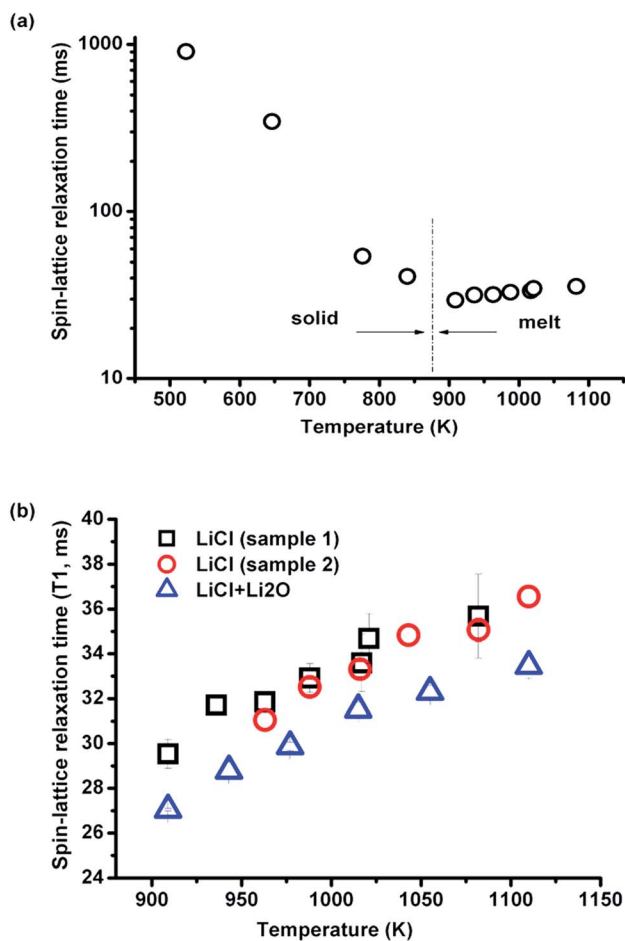 (a)
1000
100
10
Spin-lattice relaxation time (ms)
solid
melt
500 600 700 800 900 1000 1100
Temperature (K)
(b)
40
38
36
34
32
30
28
26
24
Spin-lattice relaxation time (T1, ms)
LiCl (sample 1)
LiCl (sample 2)
LiCl+Li2O
900 950 1000 1050 1100 1150
Temperature (K)